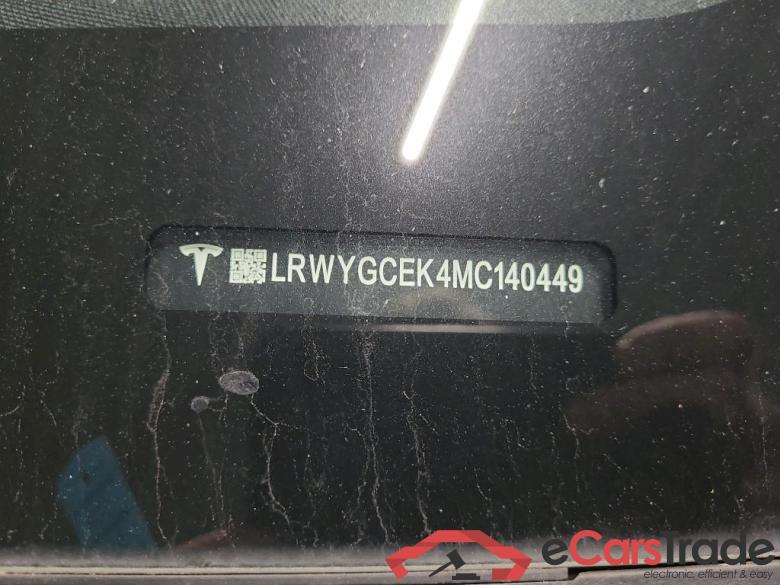 LRWYGCEK4MC140449
eCarsTrade
electronic, efficient & easy